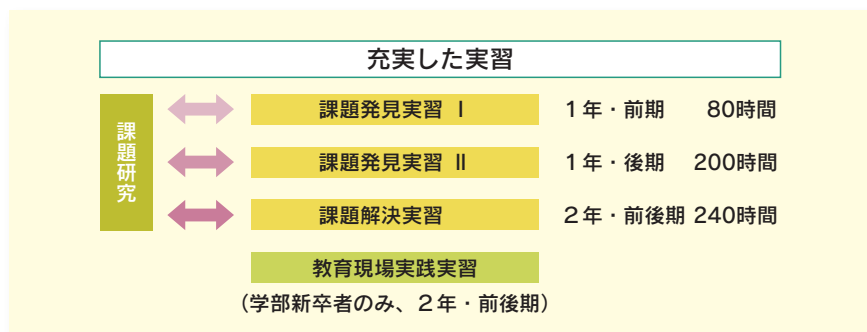 充実した実習
課題研究
課題発見実習 Ⅰ 1年・前期 80時間
課題発見実習 Ⅱ 1年・後期 200時間
課題解決実習 2年・前後期 240時間
教育現場実践実習
(学部新卒者のみ、2年・前後期)